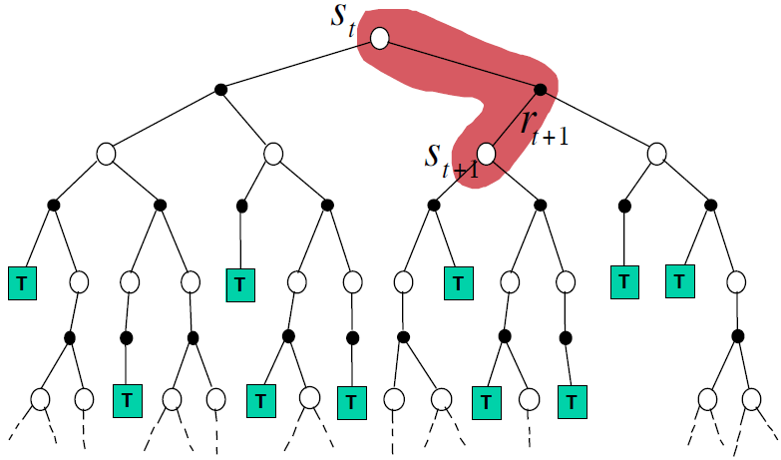 s_t
r_{t+1}
s_{t+1}
T T T T T
T T T T T